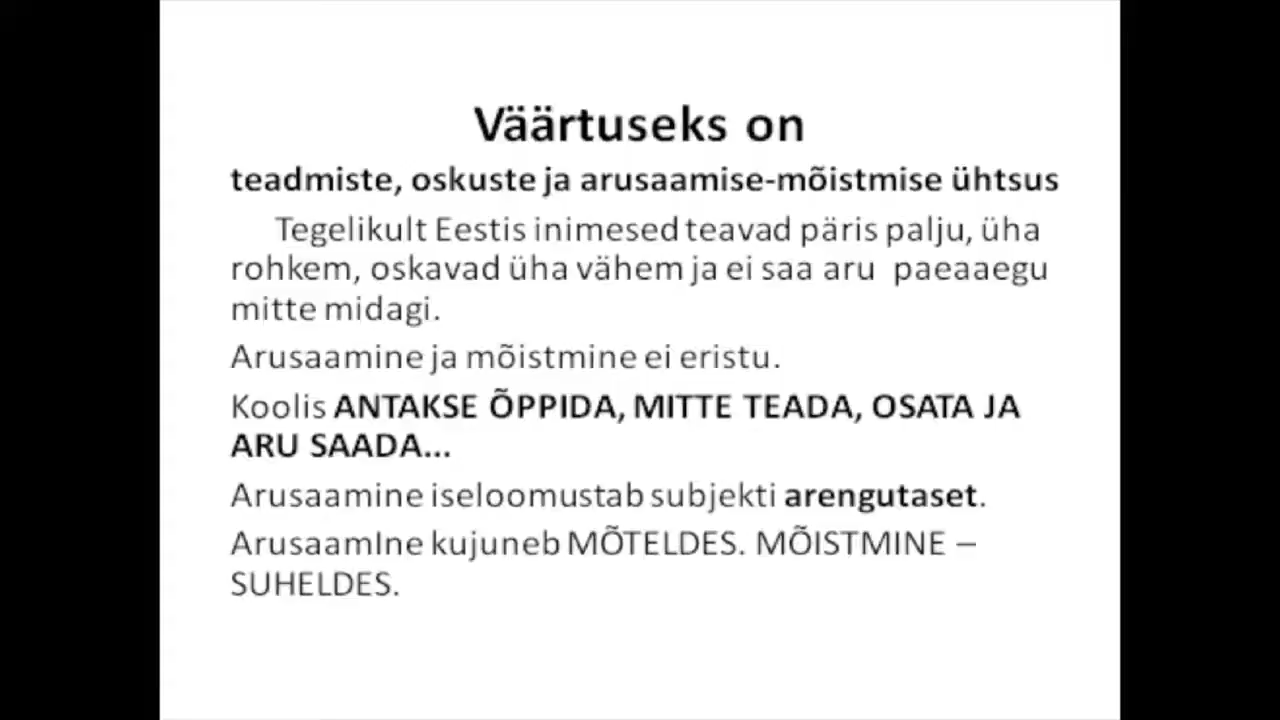 Väärtuseks on
teadmiste, oskuste ja arusaamise-mõistmise ühtsus
Tegelikult Eestis inimesed teavad päris palju, üha
rohkem, oskavad üha vähem ja ei saa aru paeaaegu
mitte midagi.
Arusaamine ja mõistmine ei eristu.
Koolis ANTAKSE ÕPPIDA, MITTE TEADA, OSATA JA
ARU SAADA...
Arusaamine iseloomustab subjekti arengutaset.
ArusaamIne kujuneb MÕTELDES. MÕISTMINE –
SUHELDES.